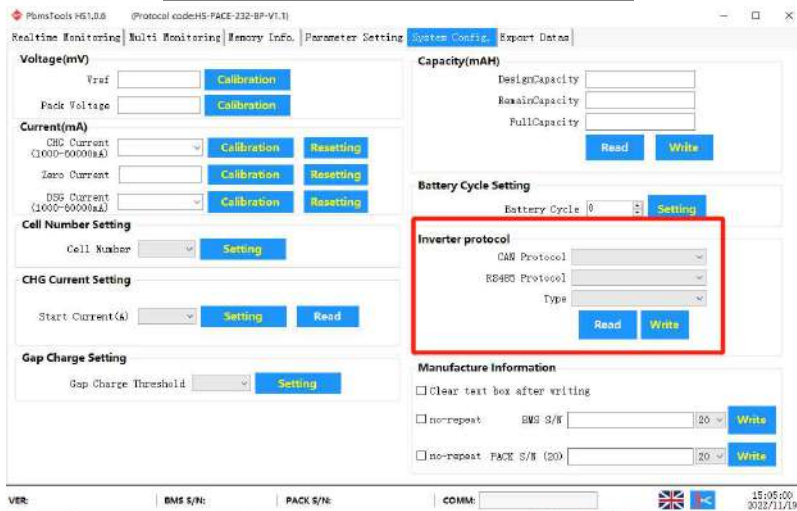 PbmsTools HS1.0.6 (Protocol code:HS-PACE-232-BP-V1.1)
Realtime Monitoring Multi Monitoring Memory Info. Parameter Setting System Config. Export Datas
Voltage(mV)
Vref Calibration
Pack Voltage Calibration
Current(mA)
CHG Current
(1000-60000mA) Calibration Resetting
Zero Current Calibration Resetting
DSG Current
(1000-60000mA) Calibration Resetting
Cell Number Setting
Cell Number Setting
CHG Current Setting
Start Current(A) Setting Read
Gap Charge Setting
Gap Charge Threshold Setting
Capacity(mAH)
DesignCapacity
RemainCapacity
FullCapacity
Read Write
Battery Cycle Setting
Battery Cycle 0 Setting
Inverter protocol
CAN Protocol
RS485 Protocol
Type
Read Write
Manufacture Information
Clear text box after writing
no-repeat BMS S/N 20 Write
no-repeat PACK S/N (20) 20 Write
VER: BMS S/N: PACK S/N: COMM: 15:05:00
2022/11/19